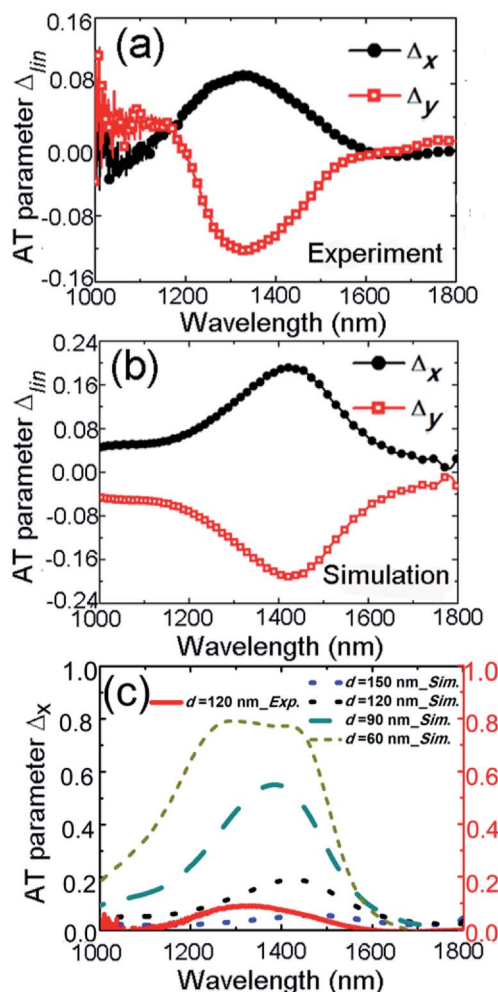 (a)
0.16
0.08
0.00
-0.08
-0.16
AT parameter Δlin
Δx
Δy
Experiment
1000 1200 1400 1600 1800
Wavelength (nm)
(b)
0.24
0.16
0.08
0.00
-0.08
-0.16
-0.24
AT parameter Δlin
Δx
Δy
Simulation
1000 1200 1400 1600 1800
Wavelength (nm)
(c)
1.0
0.8
0.6
0.4
0.2
0.0
AT parameter Δx
d=120 nm_Exp.
d=150 nm_Sim.
d=120 nm_Sim.
d=90 nm_Sim.
d=60 nm_Sim.
1.0
0.8
0.6
0.4
0.2
0.0
1000 1200 1400 1600 1800
Wavelength (nm)